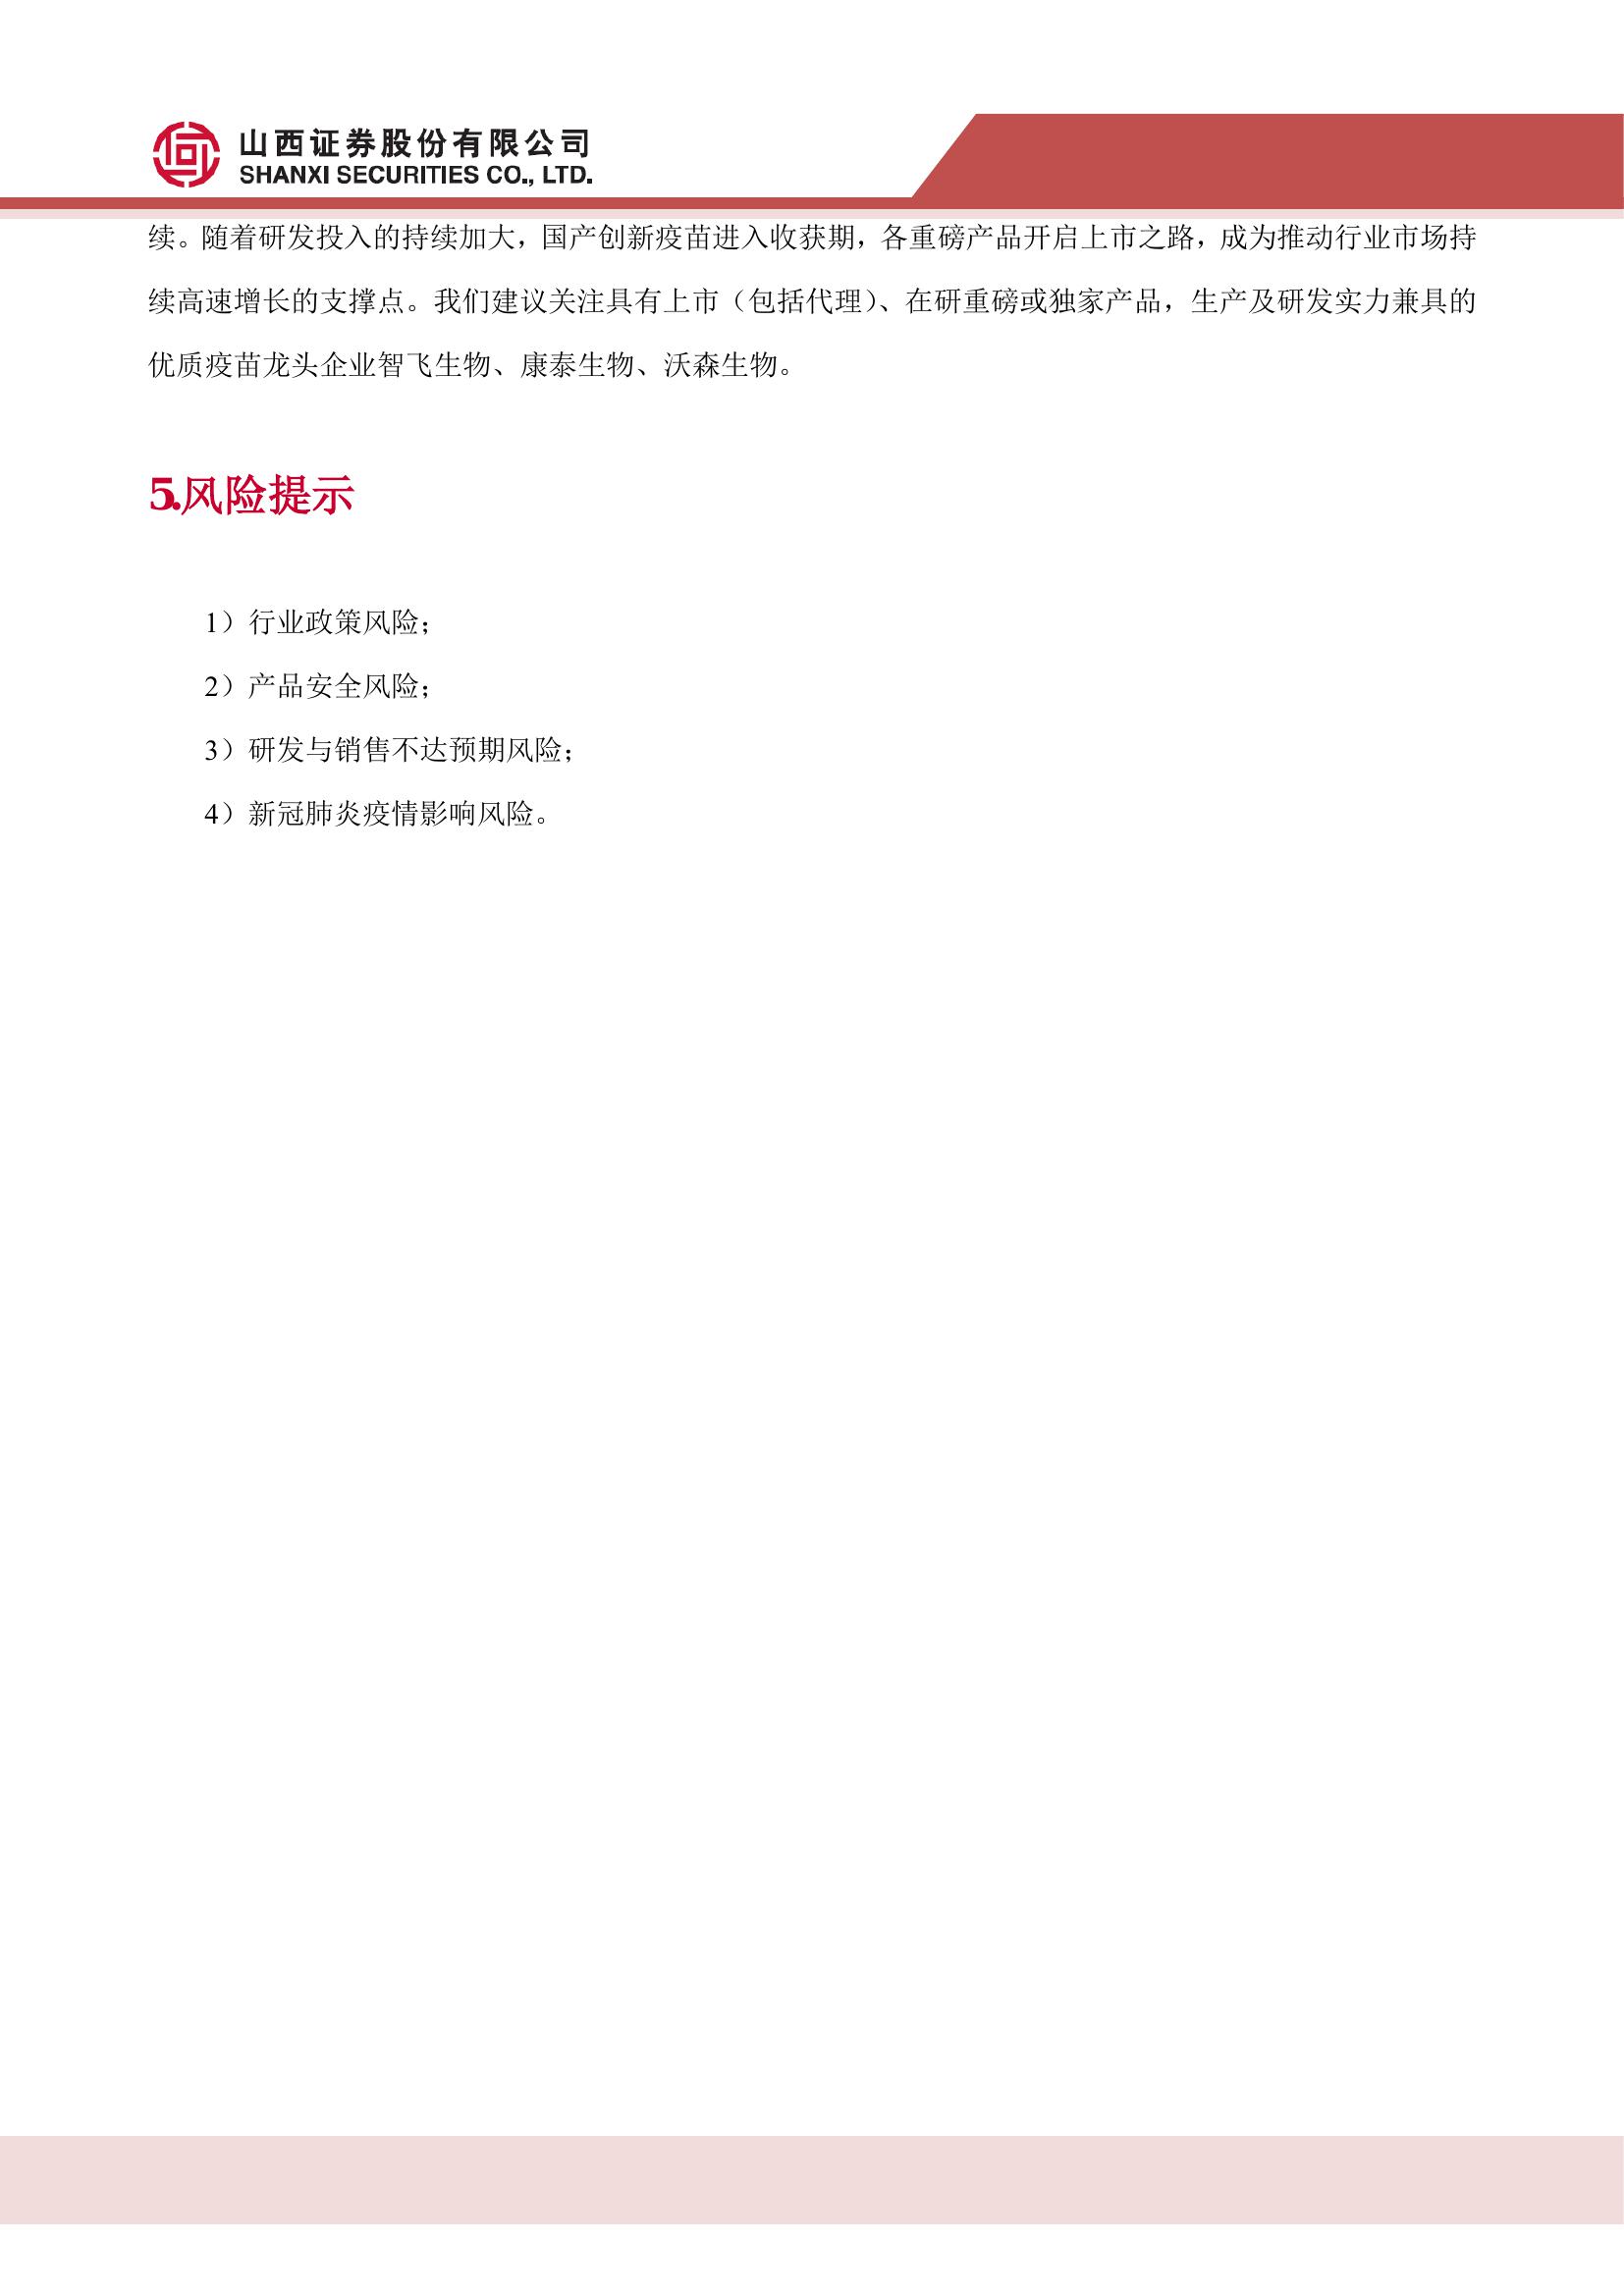 山西证券股份有限公司
SHANXI SECURITIES CO., LTD.
续。随着研发投入的持续加大，国产创新疫苗进入收获期，各重磅产品开启上市之路，成为推动行业市场持
续高速增长的支撑点。我们建议关注具有上市（包括代理）、在研重磅或独家产品，生产及研发实力兼具的
优质疫苗龙头企业智飞生物、康泰生物、沃森生物。
5.风险提示
1）行业政策风险；
2）产品安全风险；
3）研发与销售不达预期风险；
4）新冠肺炎疫情影响风险。